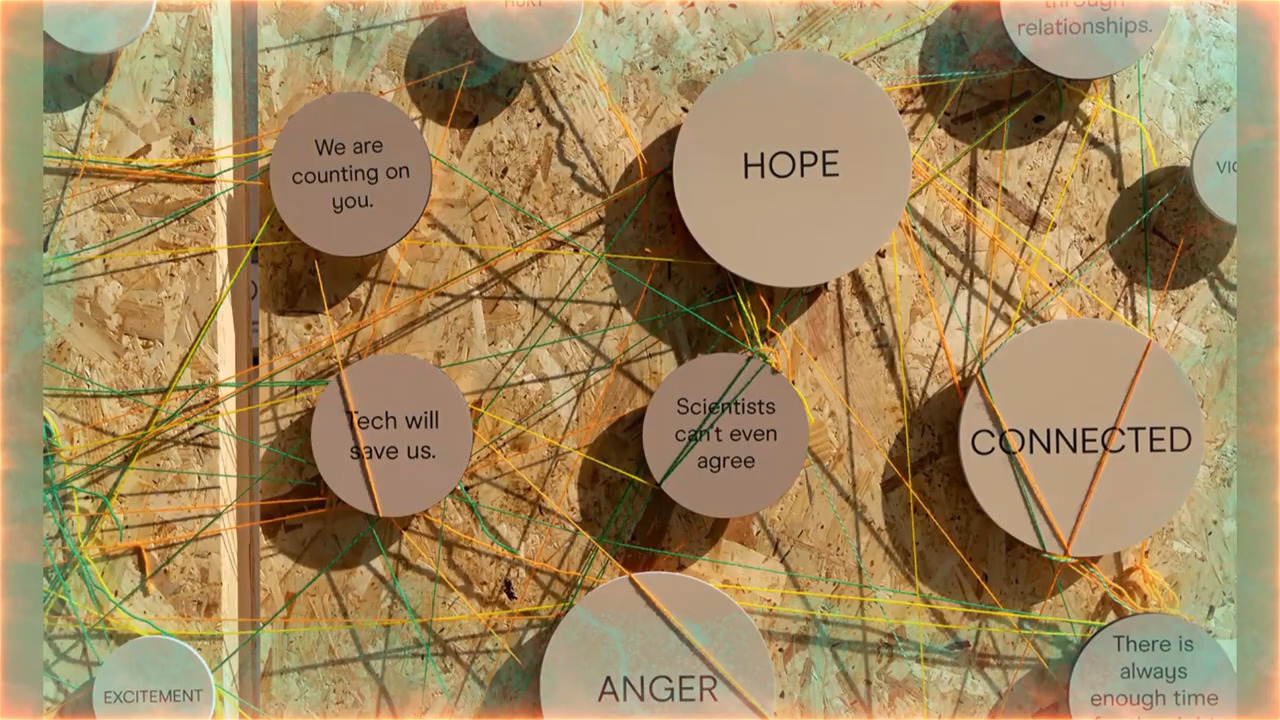 through
relationships.
We are
counting on
you.
HOPE
Tech will
save us.
Scientists
can't even
agree
CONNECTED
ANGER
EXCITEMENT
There is
always
enough time